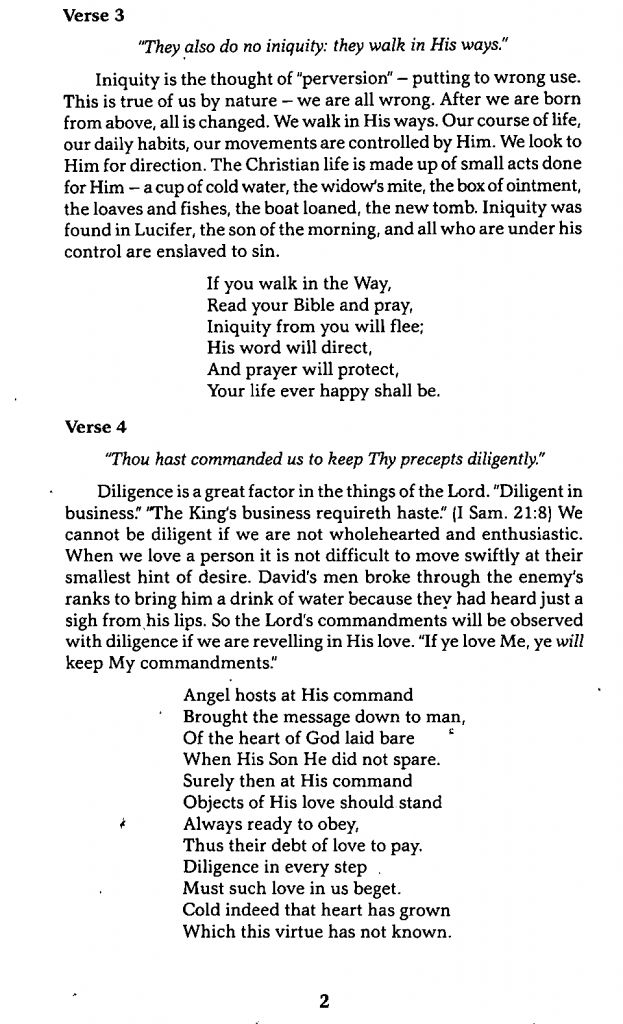 Verse 3
"They also do no iniquity: they walk in His ways."
Iniquity is the thought of "perversion" – putting to wrong use.
This is true of us by nature – we are all wrong. After we are born
from above, all is changed. We walk in His ways. Our course of life,
our daily habits, our movements are controlled by Him. We look to
Him for direction. The Christian life is made up of small acts done
for Him – a cup of cold water, the widow's mite, the box of ointment,
the loaves and fishes, the boat loaned, the new tomb. Iniquity was
found in Lucifer, the son of the morning, and all who are under his
control are enslaved to sin.
If you walk in the Way,
Read your Bible and pray,
Iniquity from you will flee;
His word will direct,
And prayer will protect,
Your life ever happy shall be.
Verse 4
"Thou hast commanded us to keep Thy precepts diligently."
Diligence is a great factor in the things of the Lord. "Diligent in
business." "The King's business requireth haste." (I Sam. 21:8) We
cannot be diligent if we are not wholehearted and enthusiastic.
When we love a person it is not difficult to move swiftly at their
smallest hint of desire. David's men broke through the enemy's
ranks to bring him a drink of water because they had heard just a
sigh from his lips. So the Lord's commandments will be observed
with diligence if we are revelling in His love. "If ye love Me, ye will
keep My commandments."
Angel hosts at His command
Brought the message down to man,
Of the heart of God laid bare
When His Son He did not spare.
Surely then at His command
Objects of His love should stand
Always ready to obey,
Thus their debt of love to pay.
Diligence in every step
Must such love in us beget.
Cold indeed that heart has grown
Which this virtue has not known.
2